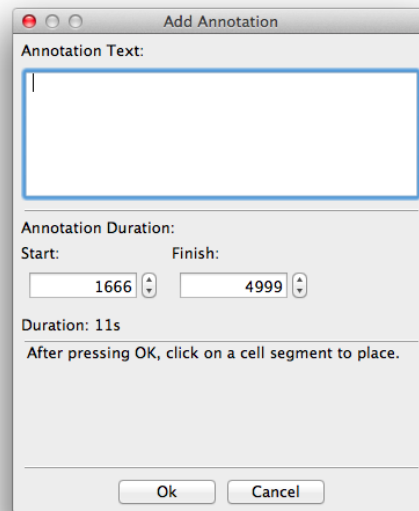 Add Annotation
Annotation Text:
Annotation Duration:
Start: Finish:
1666 4999
Duration: 11s
After pressing OK, click on a cell segment to place.
Ok Cancel